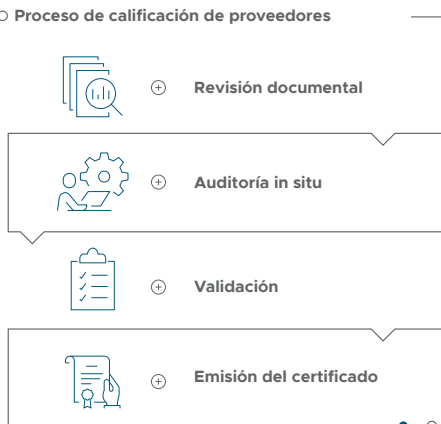 Proceso de calificación de proveedores
Revisión documental
Auditoría in situ
Validación
Emisión del certificado